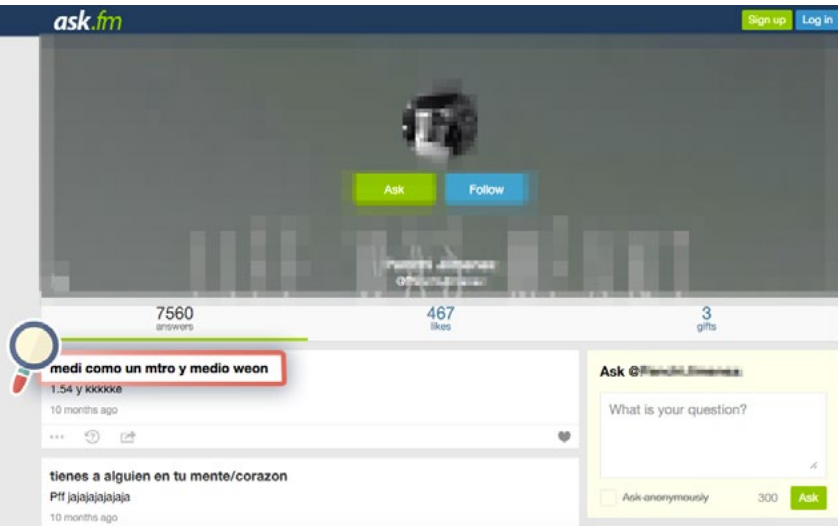 ask.fm
Sign up Log in
Ask Follow
7560 467 3
answers likes gifts
medi como un mtro y medio weon
1.54 y kkkkke
10 months ago
Ask @
What is your question?
tienes a alguien en tu mente/corazon
Pff jajajajajajaja
10 months ago
Ask anonymously 300 Ask